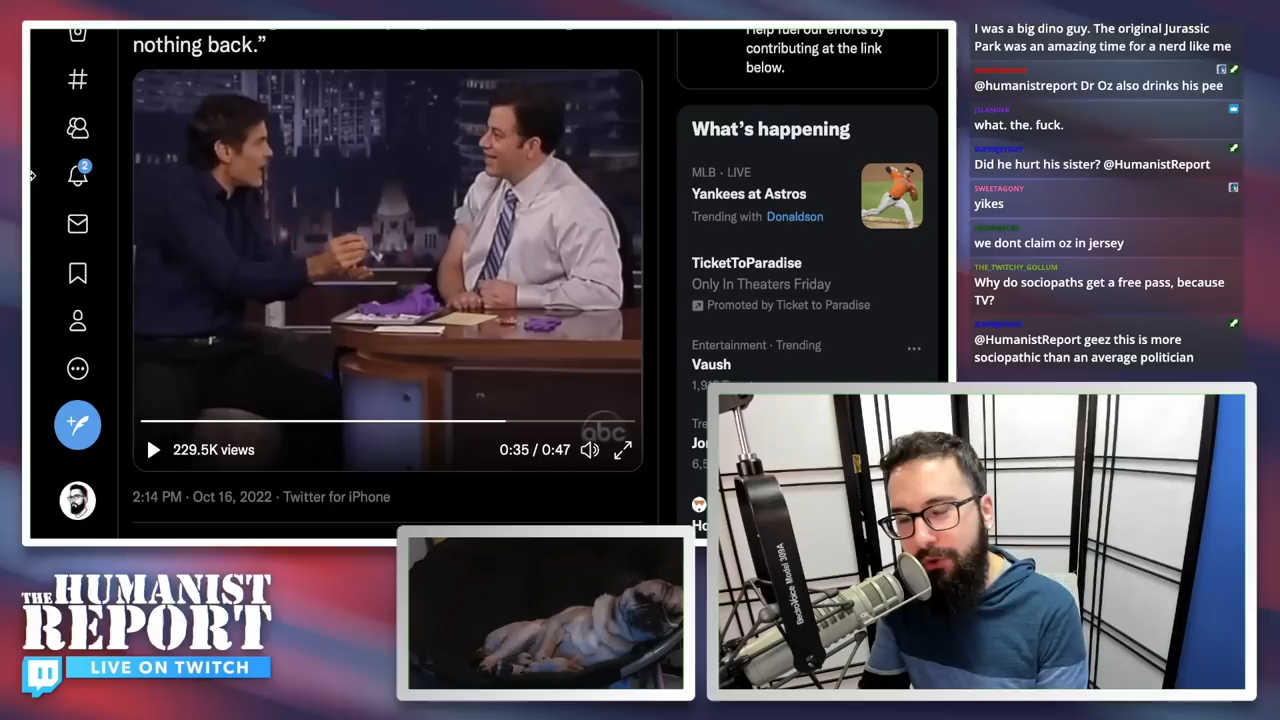 nothing back.”
Help fuel our efforts by
contributing at the link
below.
What’s happening
MLB · LIVE
Yankees at Astros
Trending with Donaldson
TicketToParadise
Only In Theaters Friday
Promoted by Ticket to Paradise
Entertainment · Trending
Vaush
2
abc
229.5K views
0:35 / 0:47
2:14 PM · Oct 16, 2022 · Twitter for iPhone
I was a big dino guy. The original Jurassic
Park was an amazing time for a nerd like me
@humanistreport Dr Oz also drinks his pee
what. the. fuck.
Did he hurt his sister? @HumanistReport
SWEETAGONY
yikes
we dont claim oz in jersey
THE_TWITCHY_GOLLUM
Why do sociopaths get a free pass, because
TV?
@HumanistReport geez this is more
sociopathic than an average politician
ElectroVoice Model 309A
THE HUMANIST
REPORT
LIVE ON TWITCH